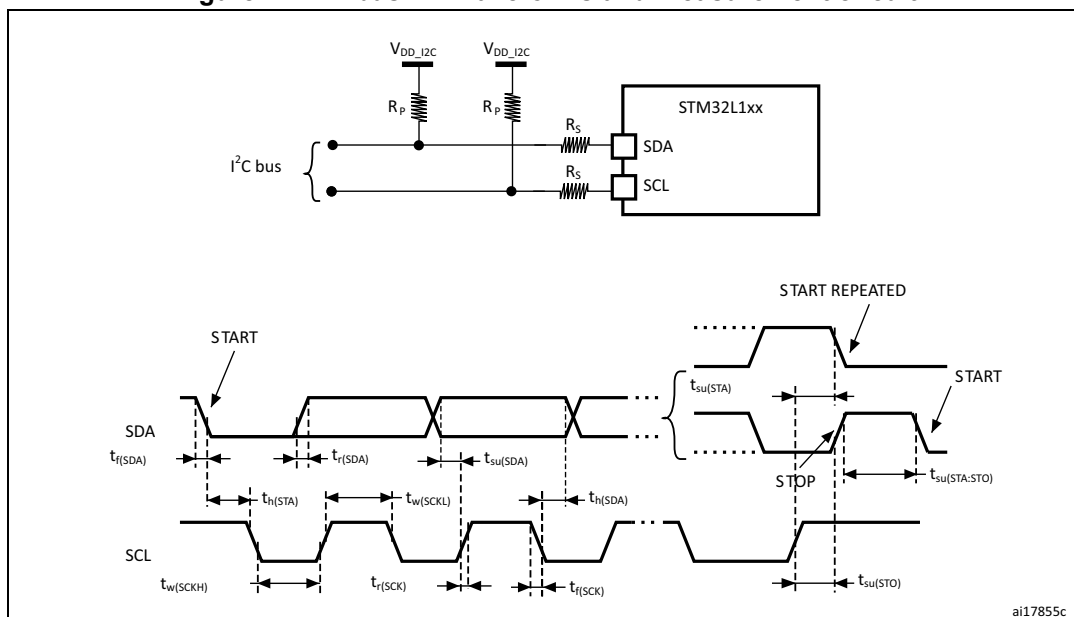 V_DD_I2C V_DD_I2C
R_P R_P
STM32L1xx
R_S
SDA
I²C bus
R_S
SCL
START REPEATED
START
t_su(STA)
START
SDA
t_f(SDA) t_r(SDA) t_su(SDA)
STOP
t_su(STA:STO)
t_h(STA) t_w(SCKL) t_h(SDA)
SCL
t_w(SCKH) t_r(SCK) t_f(SCK) t_su(STO)
ai17855c